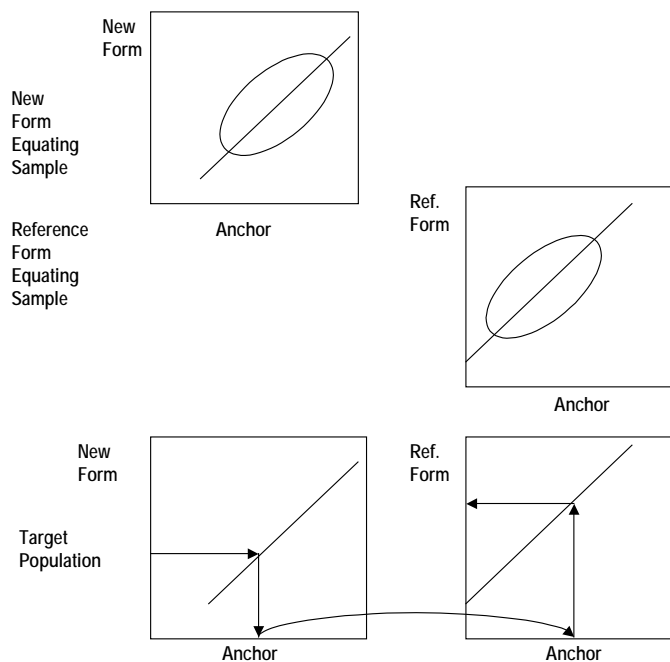 New
Form
New
Form
Equating
Sample
Anchor
Reference
Form
Equating
Sample
Ref.
Form
Anchor
New
Form
Ref.
Form
Target
Population
Anchor
Anchor